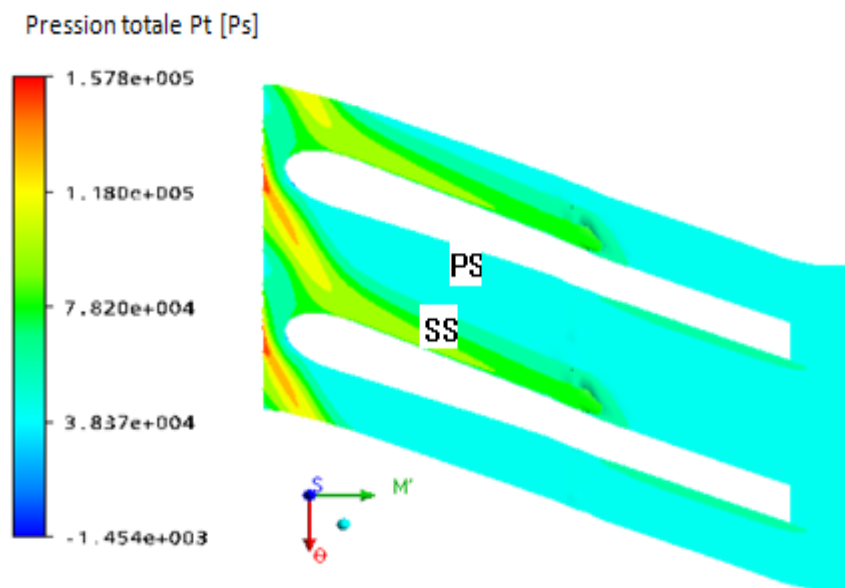 Pression totale Pt [Ps]
1.578e+005
1.180e+005
7.820e+004
3.837e+004
-1.454e+003
PS
SS
S
M'
θ